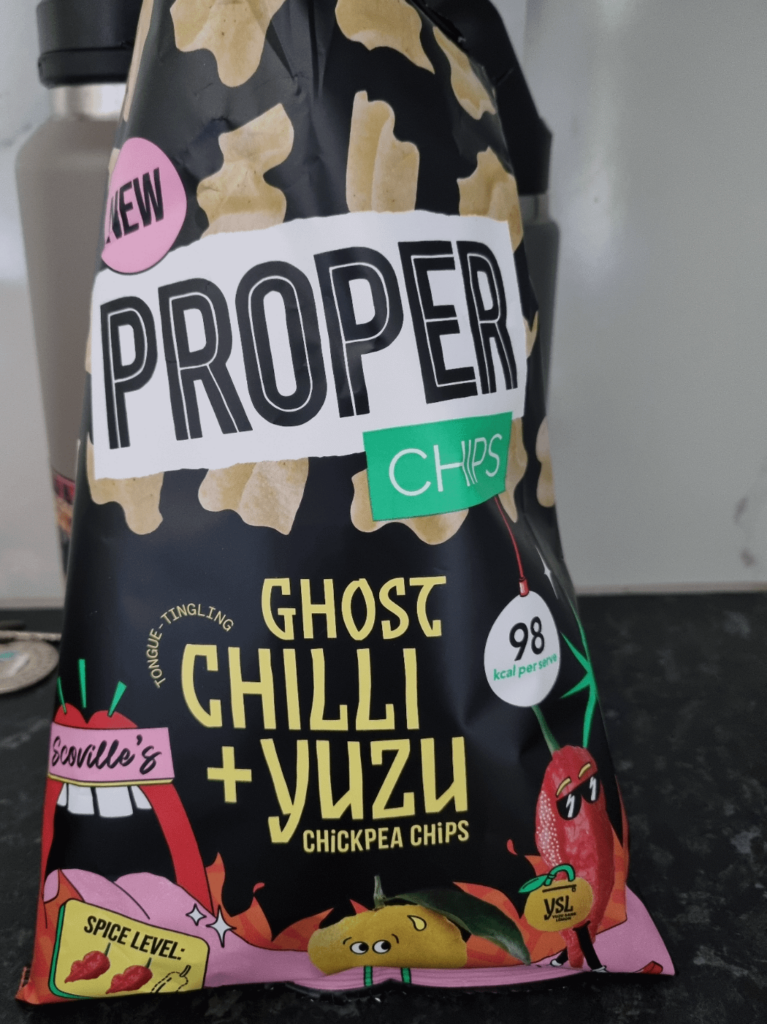 NEW
PROPER
CHIPS
TONGUE-TINGLING
GHOST
CHILLI
+ YUZU
CHICKPEA CHIPS
98
kcal per serve
Scoville's
SPICE LEVEL:
YSL